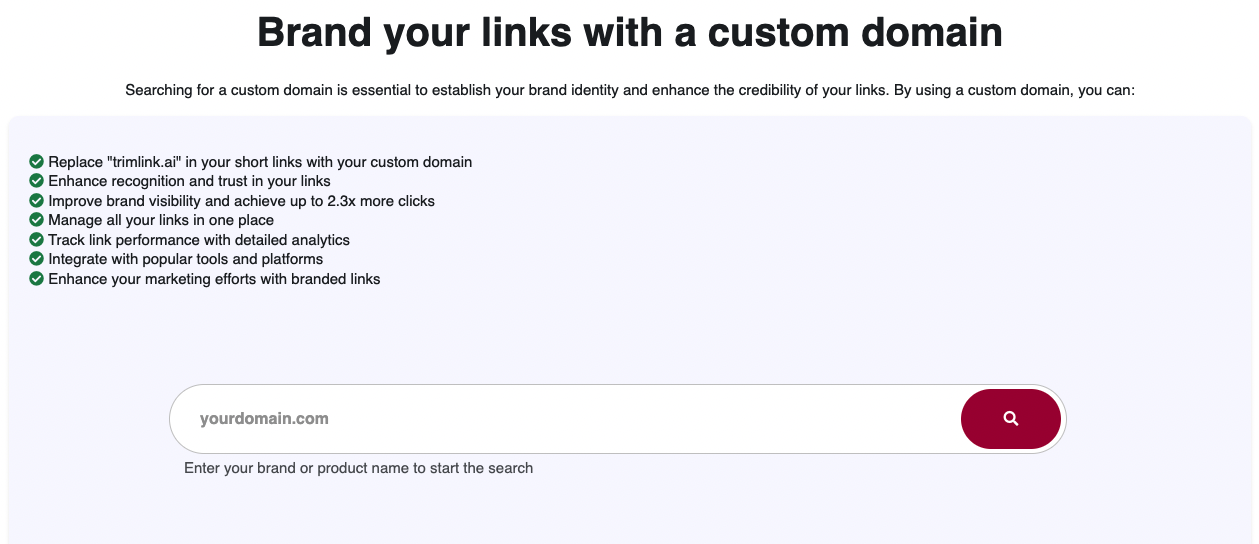 Brand your links with a custom domain
Searching for a custom domain is essential to establish your brand identity and enhance the credibility of your links. By using a custom domain, you can:
Replace "trimlink.ai" in your short links with your custom domain
Enhance recognition and trust in your links
Improve brand visibility and achieve up to 2.3x more clicks
Manage all your links in one place
Track link performance with detailed analytics
Integrate with popular tools and platforms
Enhance your marketing efforts with branded links
yourdomain.com
Enter your brand or product name to start the search